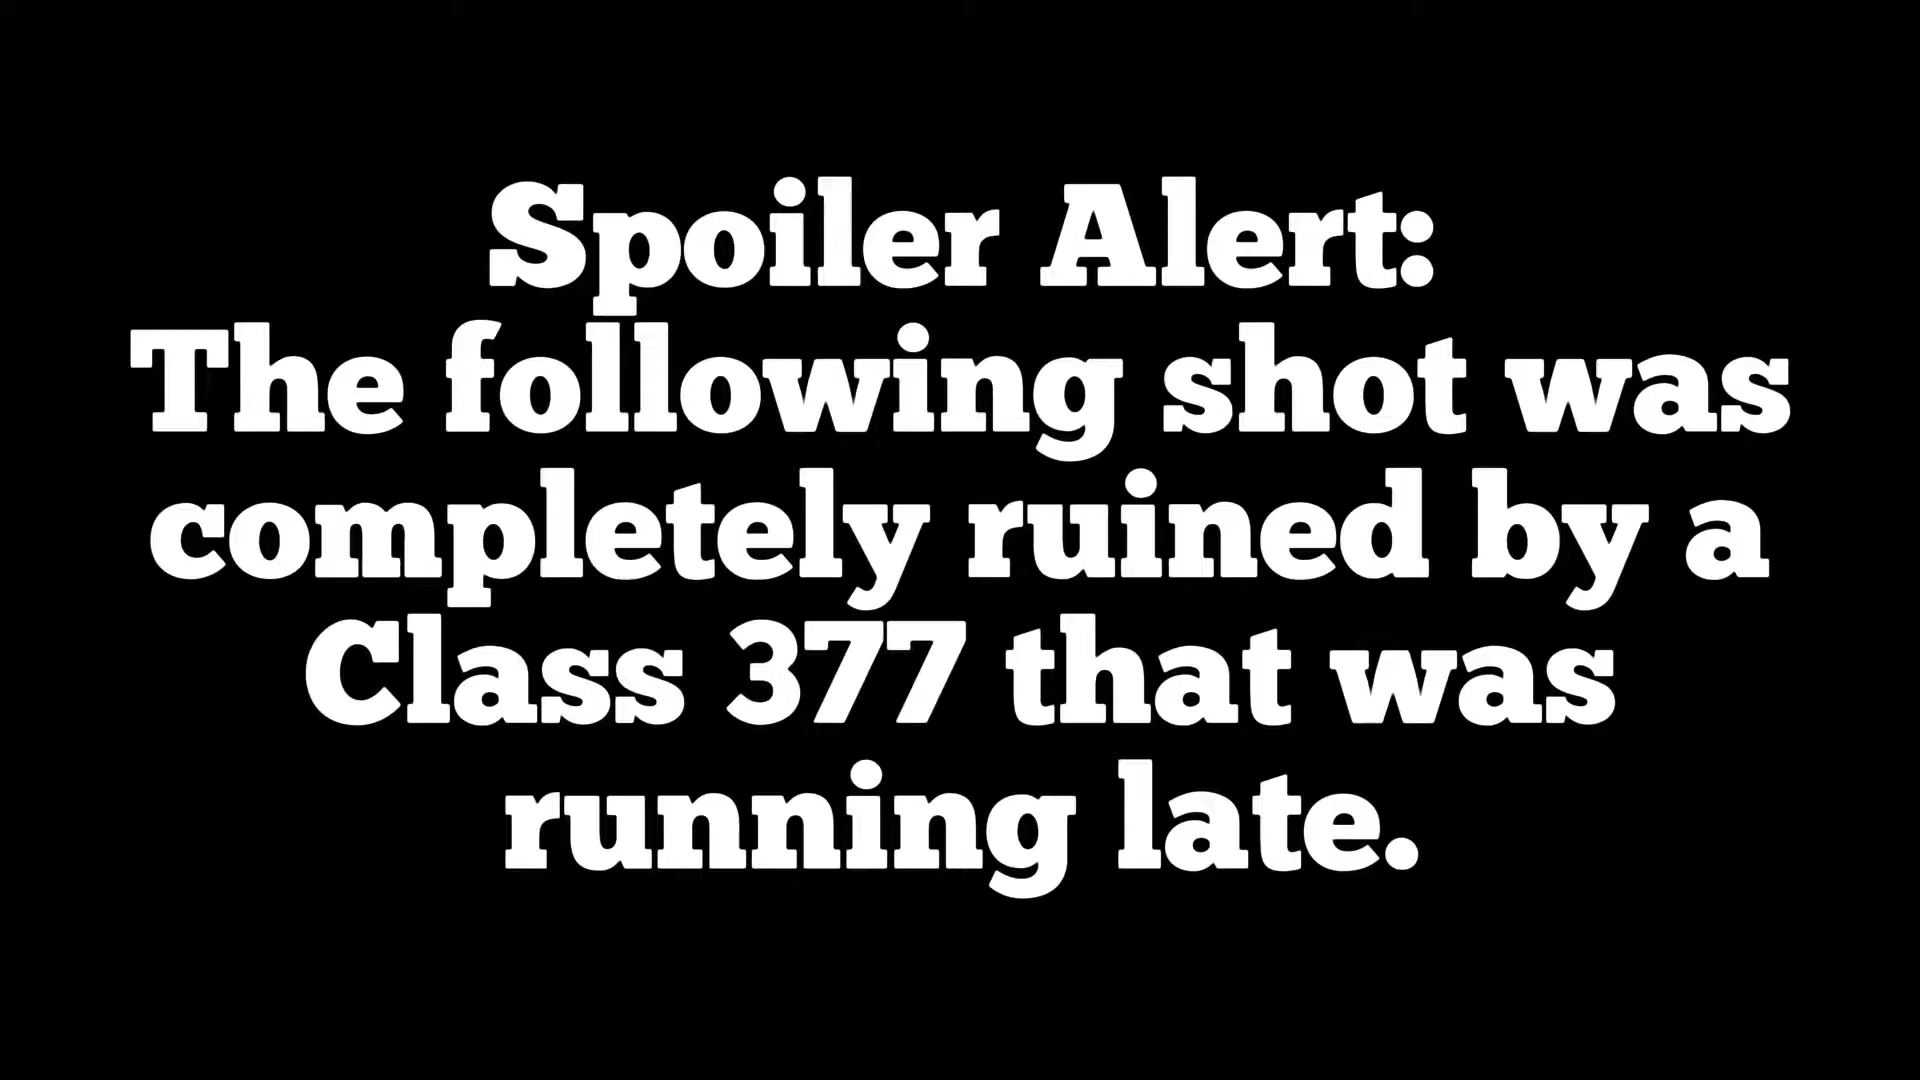 Spoiler Alert:
The following shot was
completely ruined by a
Class 377 that was
running late.